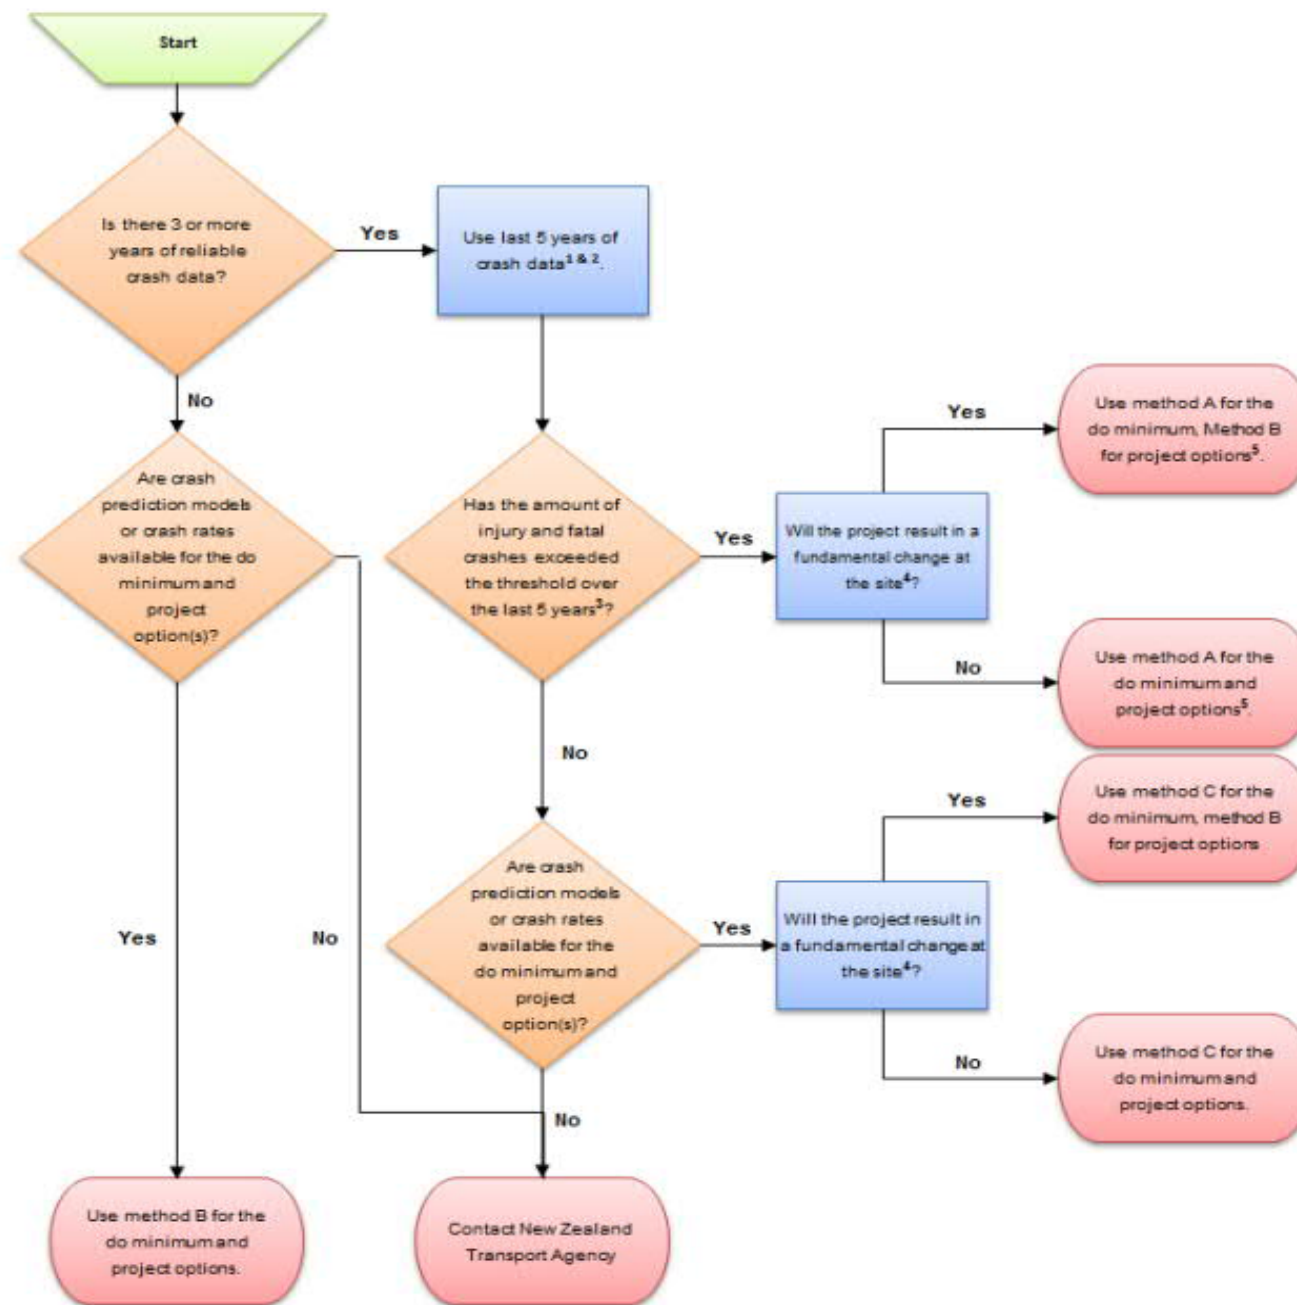 Start
Is there 3 or more
years of reliable
crash data?
Yes
Use last 5 years of
crash data1 & 2.
No
Are crash
prediction models
or crash rates
available for the do
minimum and
project
option(s)?
Has the amount of
injury and fatal
crashes exceeded
the threshold over
the last 5 years3?
Yes
Will the project result in a
fundamental change at
the site4?
Yes
Use method A for the
do minimum, Method B
for project options5.
No
Use method A for the
do minimum and
project options5.
No
Are crash
prediction models
or crash rates
available for the
do minimum and
project
option(s)?
Yes
Will the project result in
a fundamental change at
the site4?
Yes
Use method C for the
do minimum, method B
for project options
No
Use method C for the
do minimum and
project options.
Yes
No
No
Use method B for the
do minimum and
project options.
Contact New Zealand
Transport Agency